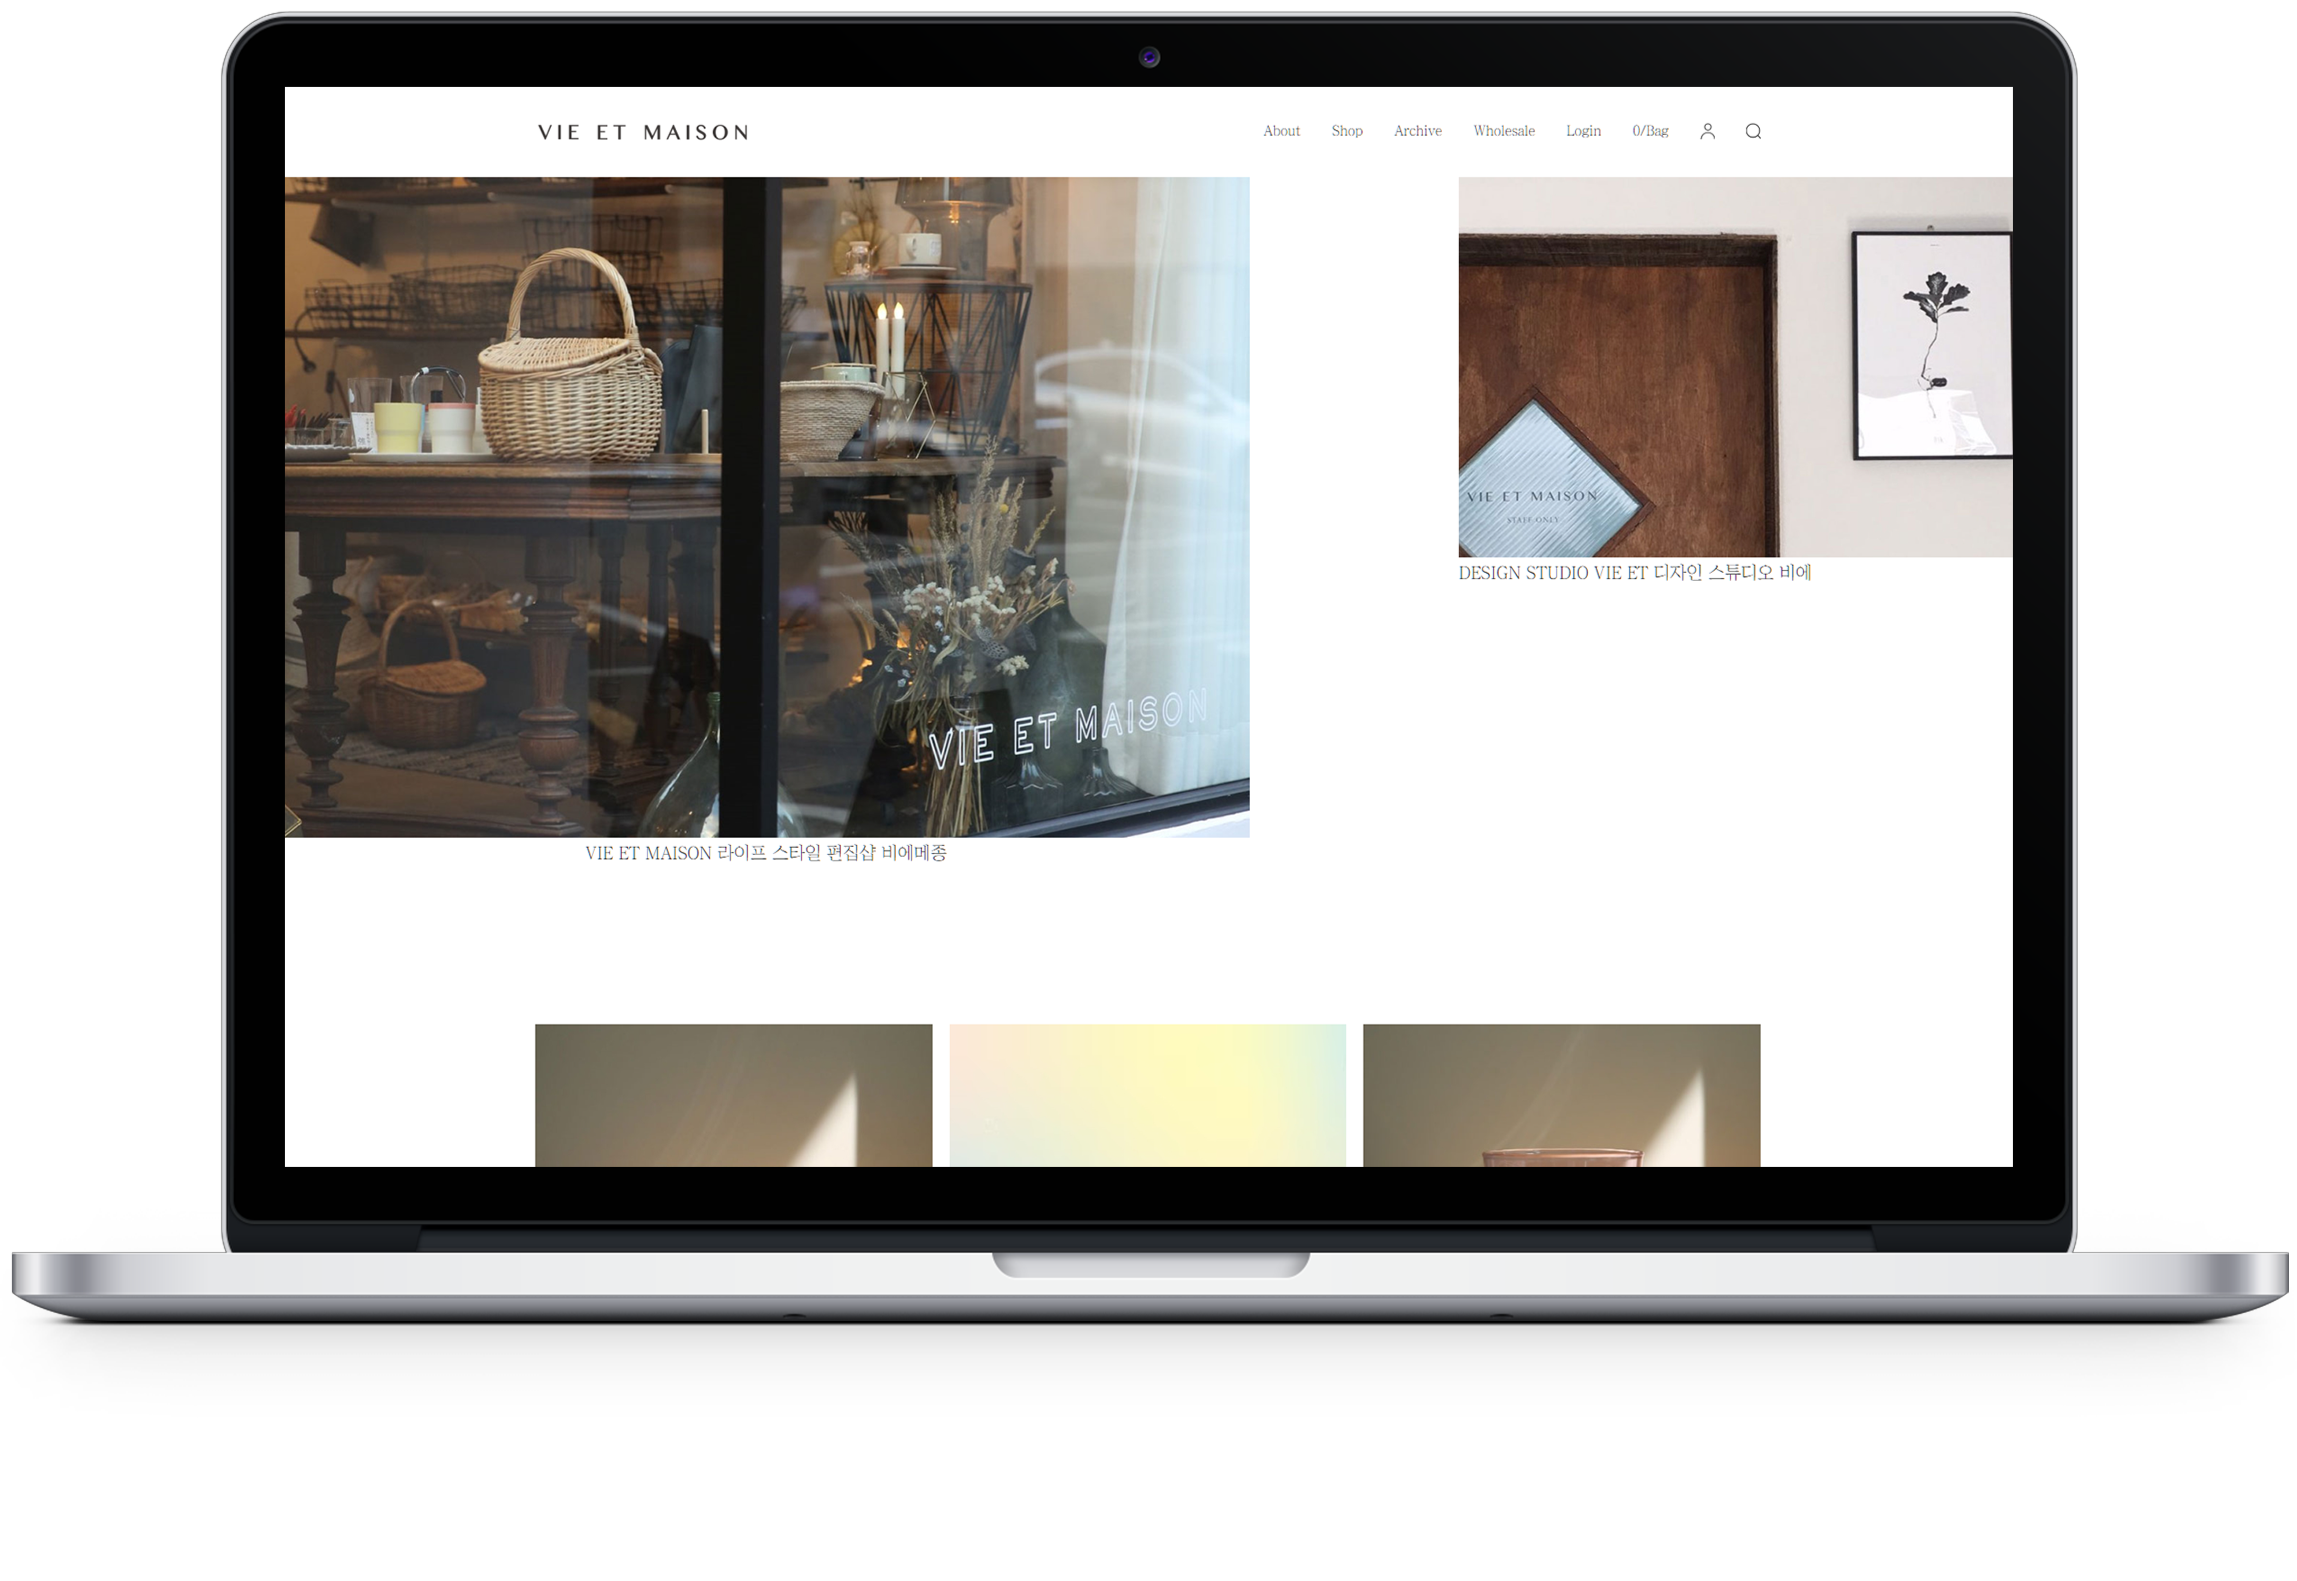 VIE ET MAISON
About Shop Archive Wholesale Login 0/Bag
VIE ET MAISON
VIE ET MAISON
STAFF ONLY
DESIGN STUDIO VIE ET 디자인 스튜디오 비에
VIE ET MAISON 라이프 스타일 편집샵 비에메종